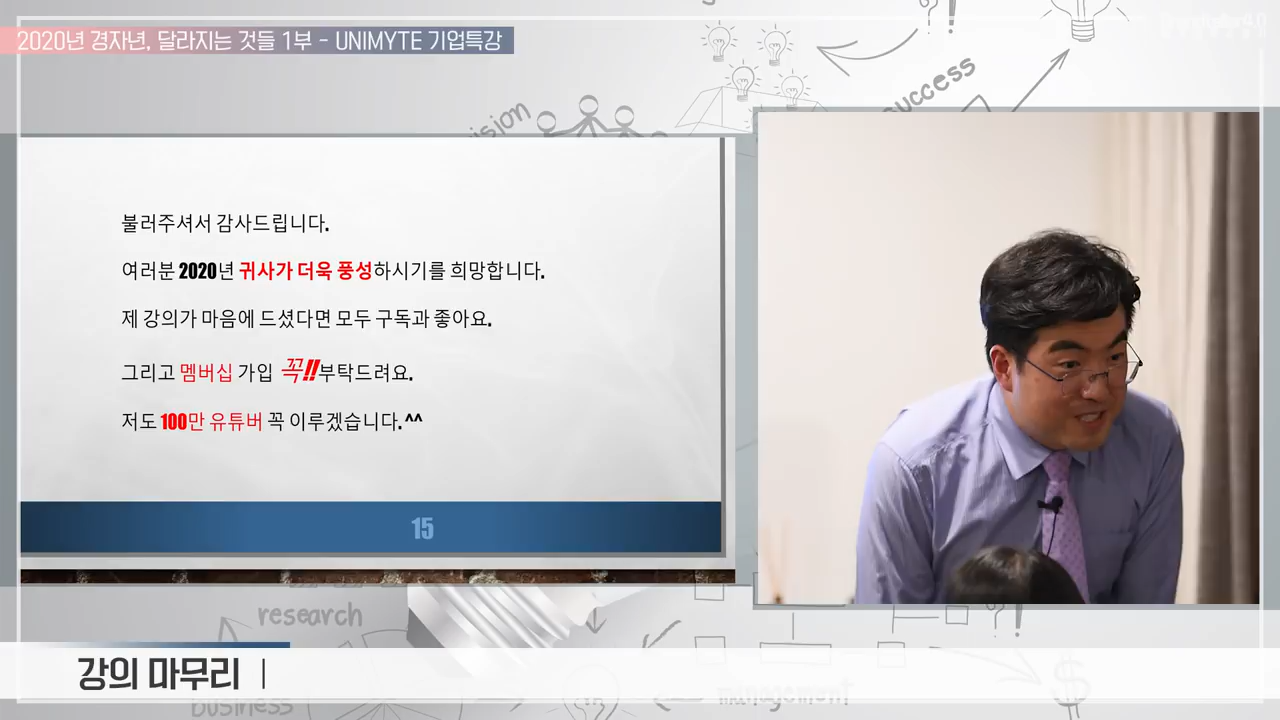 2020년 경자년, 달라지는 것들 1부 - UNIMYTE 기업특강
success
ision
불러주셔서 감사드립니다.
여러분 2020년 귀사가 더욱 풍성하시기를 희망합니다.
제 강의가 마음에 드셨다면 모두 구독과 좋아요.
그리고 멤버십 가입 꼭!! 부탁드려요.
저도 100만 유튜버 꼭 이루겠습니다. ^^
15
research
강의 마무리
management
business